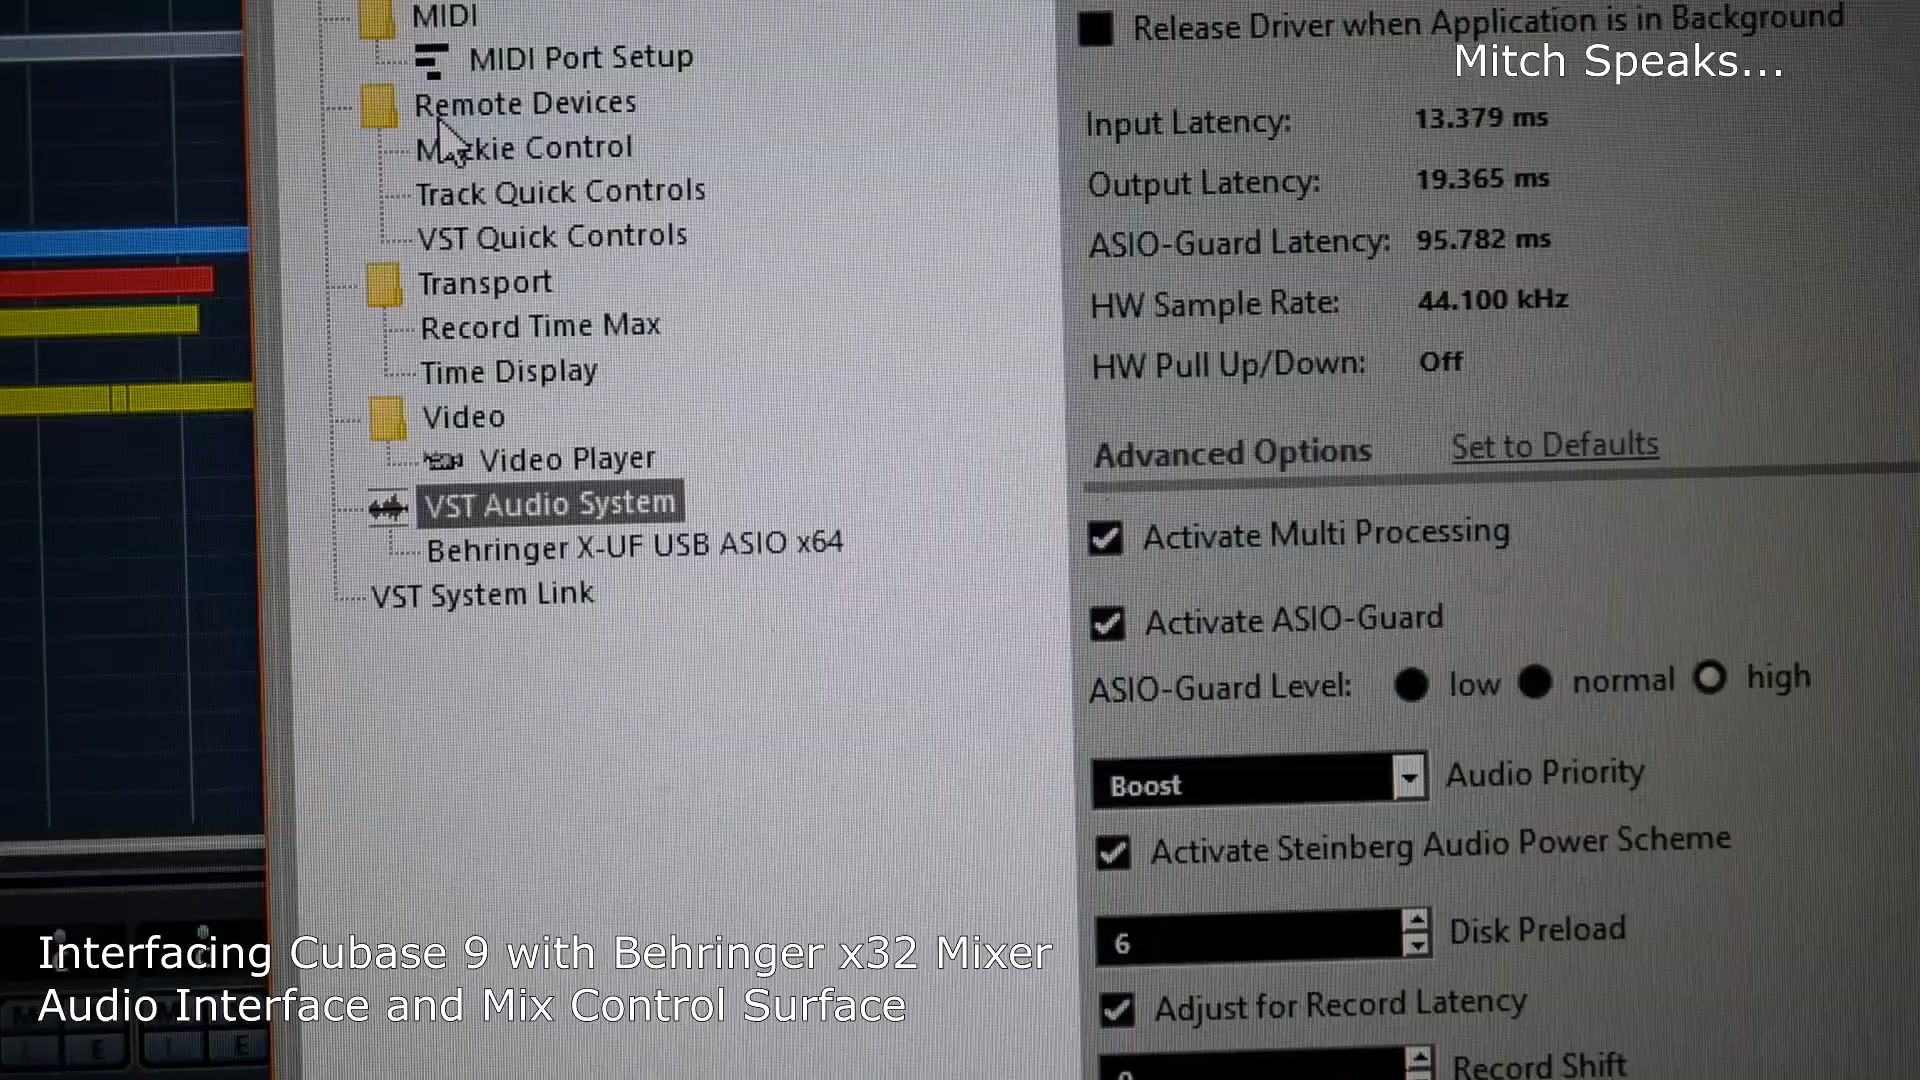 MIDI
MIDI Port Setup
Remote Devices
Mackie Control
Track Quick Controls
VST Quick Controls
Transport
Record Time Max
Time Display
Video
Video Player
VST Audio System
Behringer X-UF USB ASIO x64
VST System Link
Release Driver when Application is in Background
Mitch Speaks...
Input Latency: 13.379 ms
Output Latency: 19.365 ms
ASIO-Guard Latency: 95.782 ms
HW Sample Rate: 44.100 kHz
HW Pull Up/Down: Off
Advanced Options Set to Defaults
Activate Multi Processing
Activate ASIO-Guard
ASIO-Guard Level: low normal high
Boost Audio Priority
Activate Steinberg Audio Power Scheme
6 Disk Preload
Adjust for Record Latency
Record Shift
Interfacing Cubase 9 with Behringer x32 Mixer
Audio Interface and Mix Control Surface
E
E